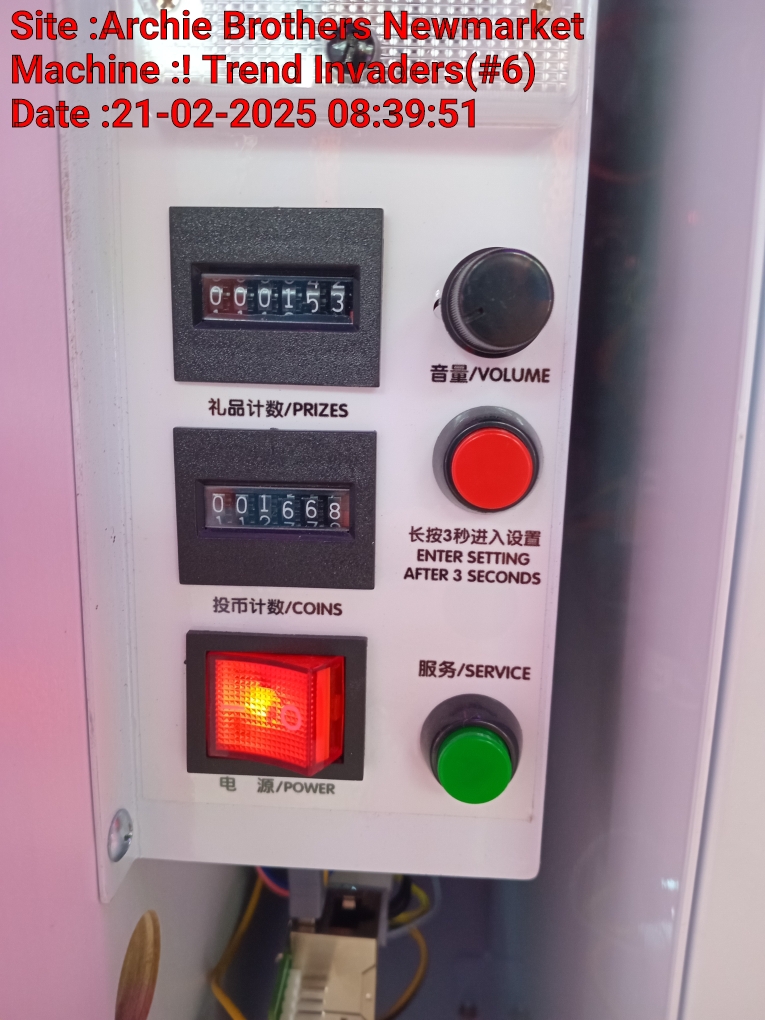 Site :Archie Brothers Newmarket
Machine :! Trend Invaders(#6)
Date :21-02-2025 08:39:51
000153
音量/VOLUME
礼品计数/PRIZES
001668
长按3秒进入设置
ENTER SETTING
AFTER 3 SECONDS
投币计数/COINS
服务/SERVICE
电 源/POWER